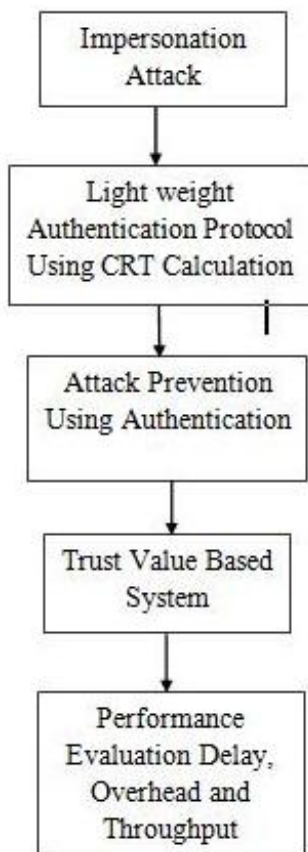 Impersonation
Attack
Light weight
Authentication Protocol
Using CRT Calculation
Attack Prevention
Using Authentication
Trust Value Based
System
Performance
Evaluation Delay,
Overhead and
Throughput